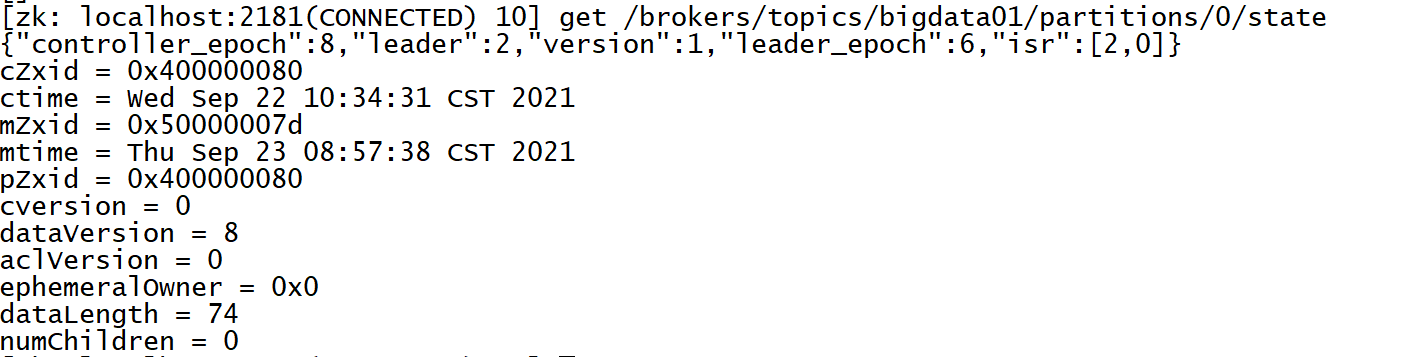 [zk: localhost:2181(CONNECTED) 10] get /brokers/topics/bigdata01/partitions/0/state
{"controller_epoch":8,"leader":2,"version":1,"leader_epoch":6,"isr":[2,0]}
cZxid = 0x400000080
ctime = Wed Sep 22 10:34:31 CST 2021
mZxid = 0x50000007d
mtime = Thu Sep 23 08:57:38 CST 2021
pZxid = 0x400000080
cversion = 0
dataVersion = 8
aclVersion = 0
ephemeralOwner = 0x0
dataLength = 74
numChildren = 0